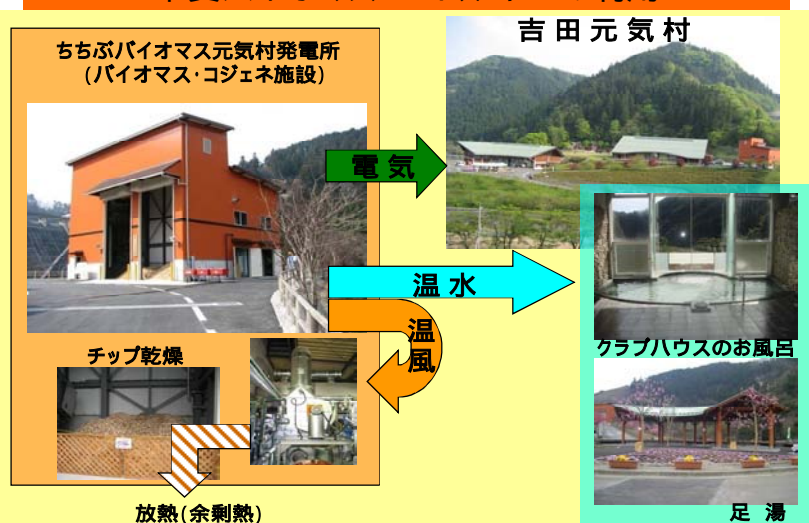 ちちぶバイオマス元気村発電所
(バイオマス・コジェネ施設)
吉田元気村
電気
温水
温風
クラブハウスのお風呂
チップ乾燥
放熱(余剰熱)
足湯